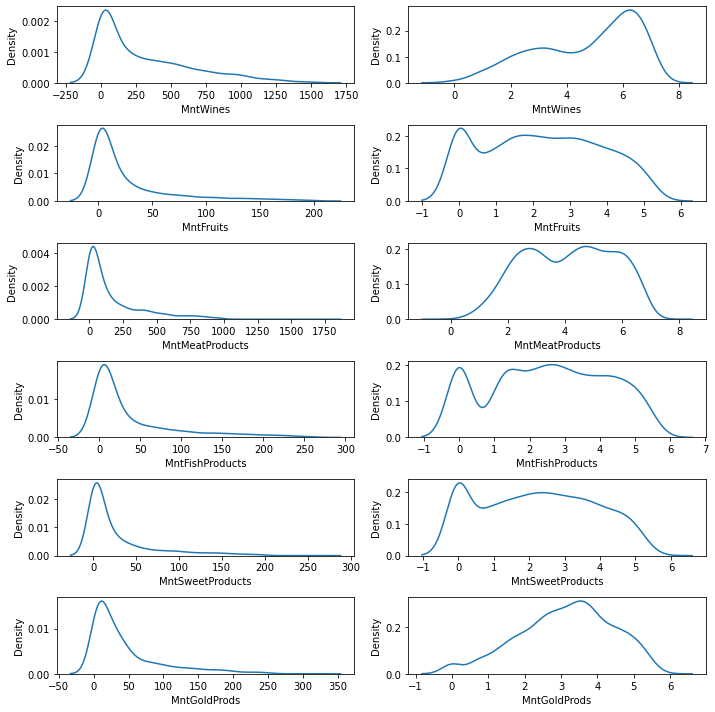 Density
0.002
0.001
0.000
−250 0 250 500 750 1000 1250 1500 1750
MntWines
Density
0.2
0.1
0.0
0 2 4 6 8
MntWines
Density
0.02
0.01
0.00
0 50 100 150 200
MntFruits
Density
0.2
0.1
0.0
−1 0 1 2 3 4 5 6
MntFruits
Density
0.004
0.002
0.000
0 250 500 750 1000 1250 1500 1750
MntMeatProducts
Density
0.2
0.1
0.0
0 2 4 6 8
MntMeatProducts
Density
0.01
0.00
−50 0 50 100 150 200 250 300
MntFishProducts
Density
0.2
0.1
0.0
−1 0 1 2 3 4 5 6 7
MntFishProducts
Density
0.02
0.01
0.00
0 50 100 150 200 250 300
MntSweetProducts
Density
0.2
0.1
0.0
−1 0 1 2 3 4 5 6
MntSweetProducts
Density
0.01
0.00
−50 0 50 100 150 200 250 300 350
MntGoldProds
Density
0.2
0.0
−1 0 1 2 3 4 5 6
MntGoldProds